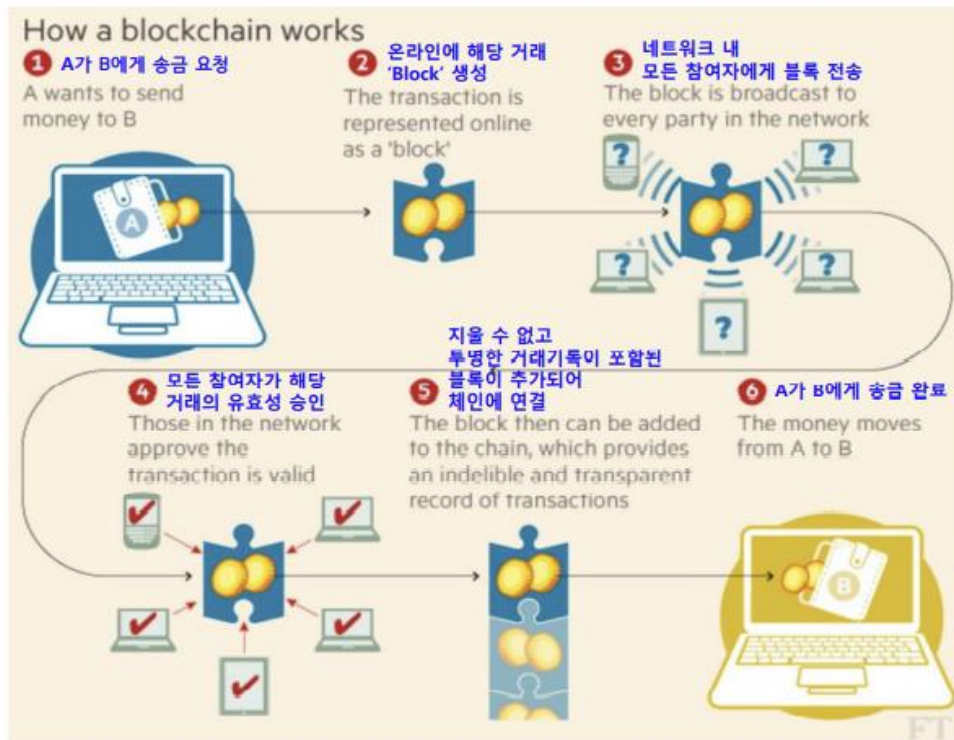 How a blockchain works
1 A가 B에게 송금 요청
A wants to send
money to B
2 온라인에 해당 거래
‘Block’ 생성
The transaction is
represented online
as a 'block'
3 네트워크 내
모든 참여자에게 블록 전송
The block is broadcast to
every party in the network
?
?
?
?
?
A
4 모든 참여자가 해당
거래의 유효성 승인
Those in the network
approve the
transaction is valid
지울 수 없고
투명한 거래기록이 포함된
5 블록이 추가되어
체인에 연결
The block then can be added
to the chain, which provides
an indelible and transparent
record of transactions
6 A가 B에게 송금 완료
The money moves
from A to B
B
FT